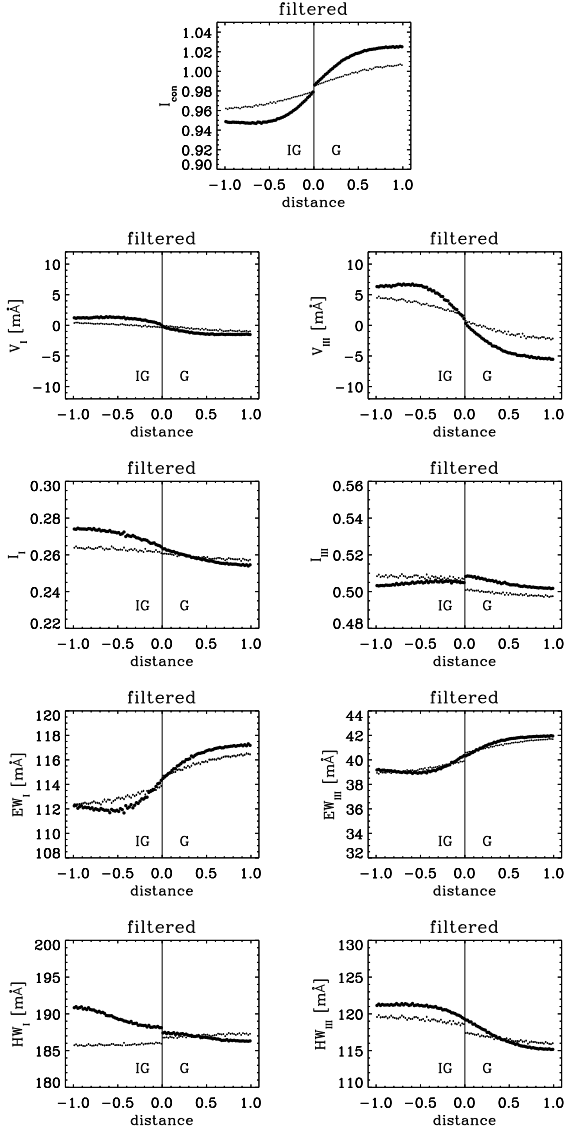 filtered
1.04
1.02
1.00
0.98
0.96
0.94
0.92
0.90
I_con
IG G
−1.0 −0.5 0.0 0.5 1.0
distance
filtered filtered
10 10
5 5
0 0
−5 −5
−10 −10
V_I [mÅ] V_III [mÅ]
IG G IG G
−1.0 −0.5 0.0 0.5 1.0 −1.0 −0.5 0.0 0.5 1.0
distance distance
filtered filtered
0.30 0.56
0.28 0.54
0.26 0.52
0.24 0.50
0.22 0.48
I_I I_III
IG G IG G
−1.0 −0.5 0.0 0.5 1.0 −1.0 −0.5 0.0 0.5 1.0
distance distance
filtered filtered
120 44
118 42
116 40
114 38
112 36
110 34
108 32
EW_I [mÅ] EW_III [mÅ]
IG G IG G
−1.0 −0.5 0.0 0.5 1.0 −1.0 −0.5 0.0 0.5 1.0
distance distance
filtered filtered
200 130
195 125
190 120
185 115
180 110
HW_I [mÅ] HW_III [mÅ]
IG G IG G
−1.0 −0.5 0.0 0.5 1.0 −1.0 −0.5 0.0 0.5 1.0
distance distance